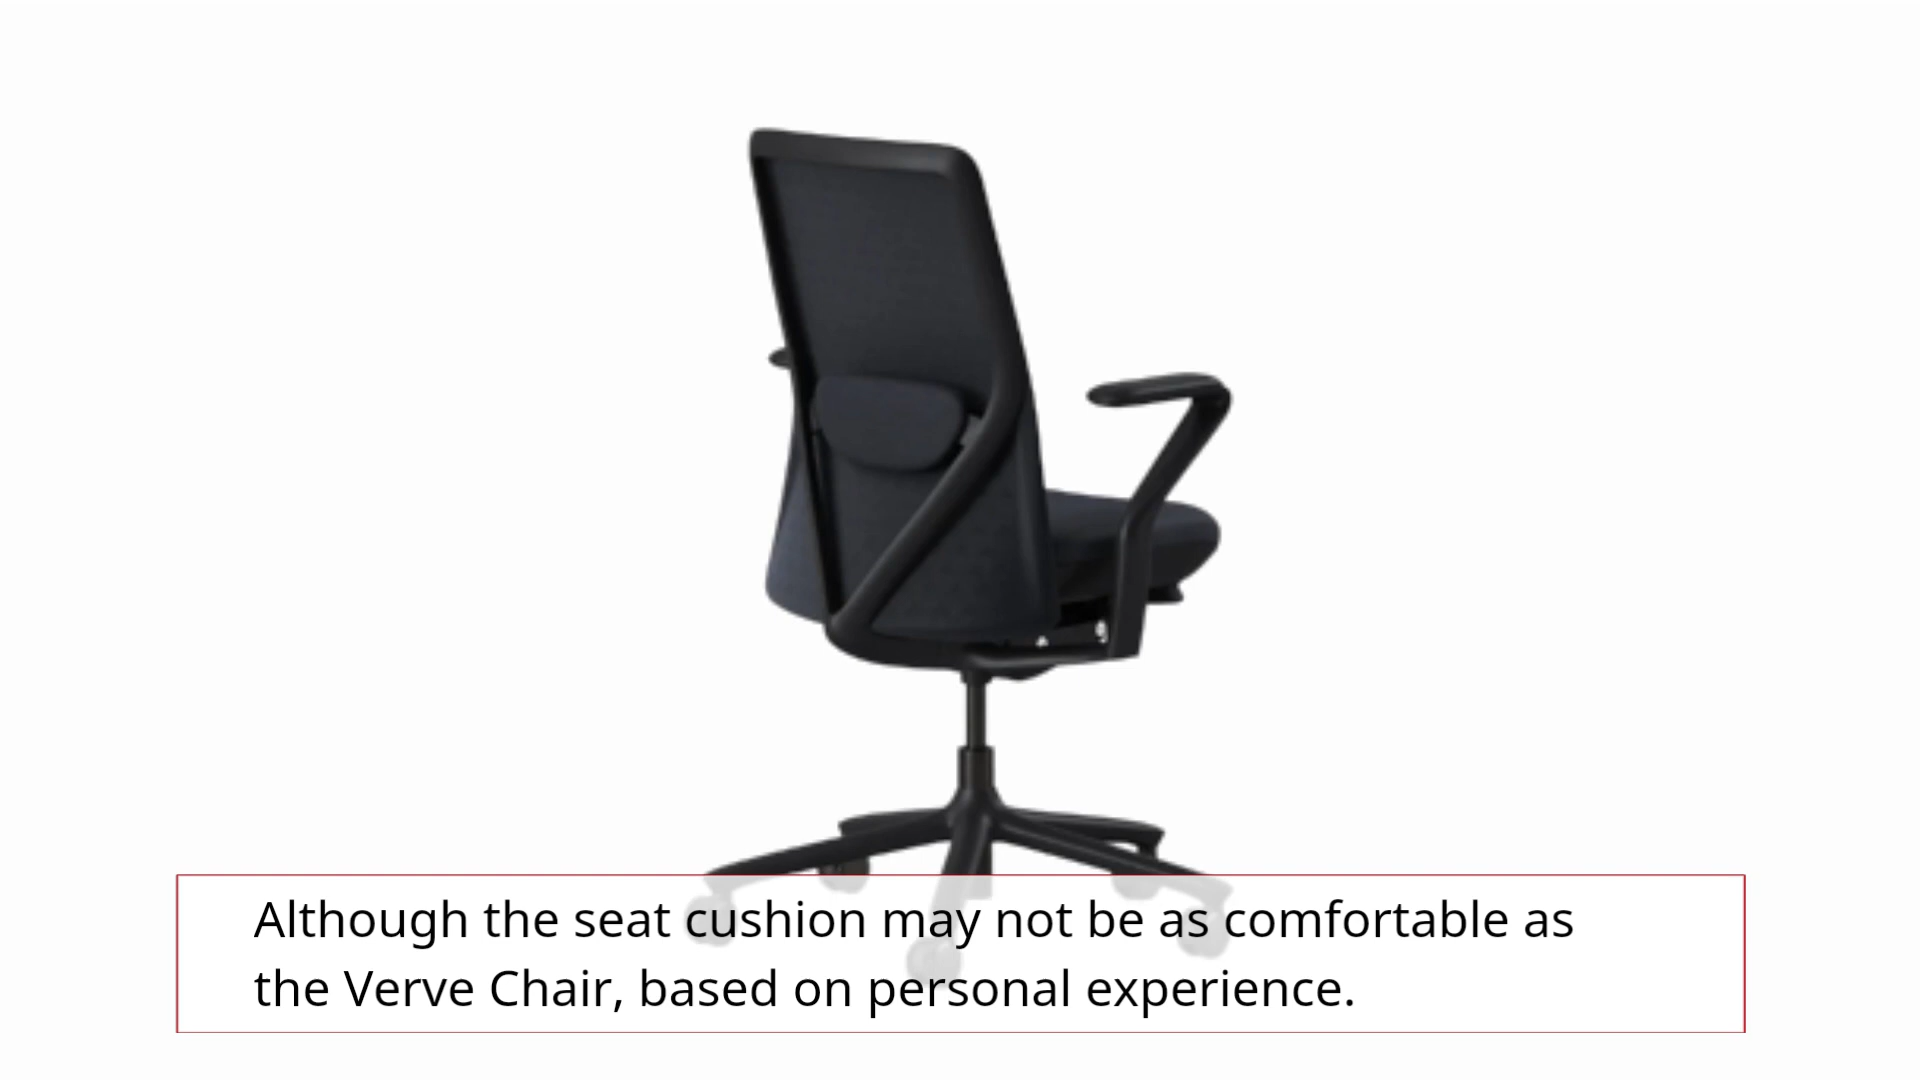 Although the seat cushion may not be as comfortable as
the Verve Chair, based on personal experience.